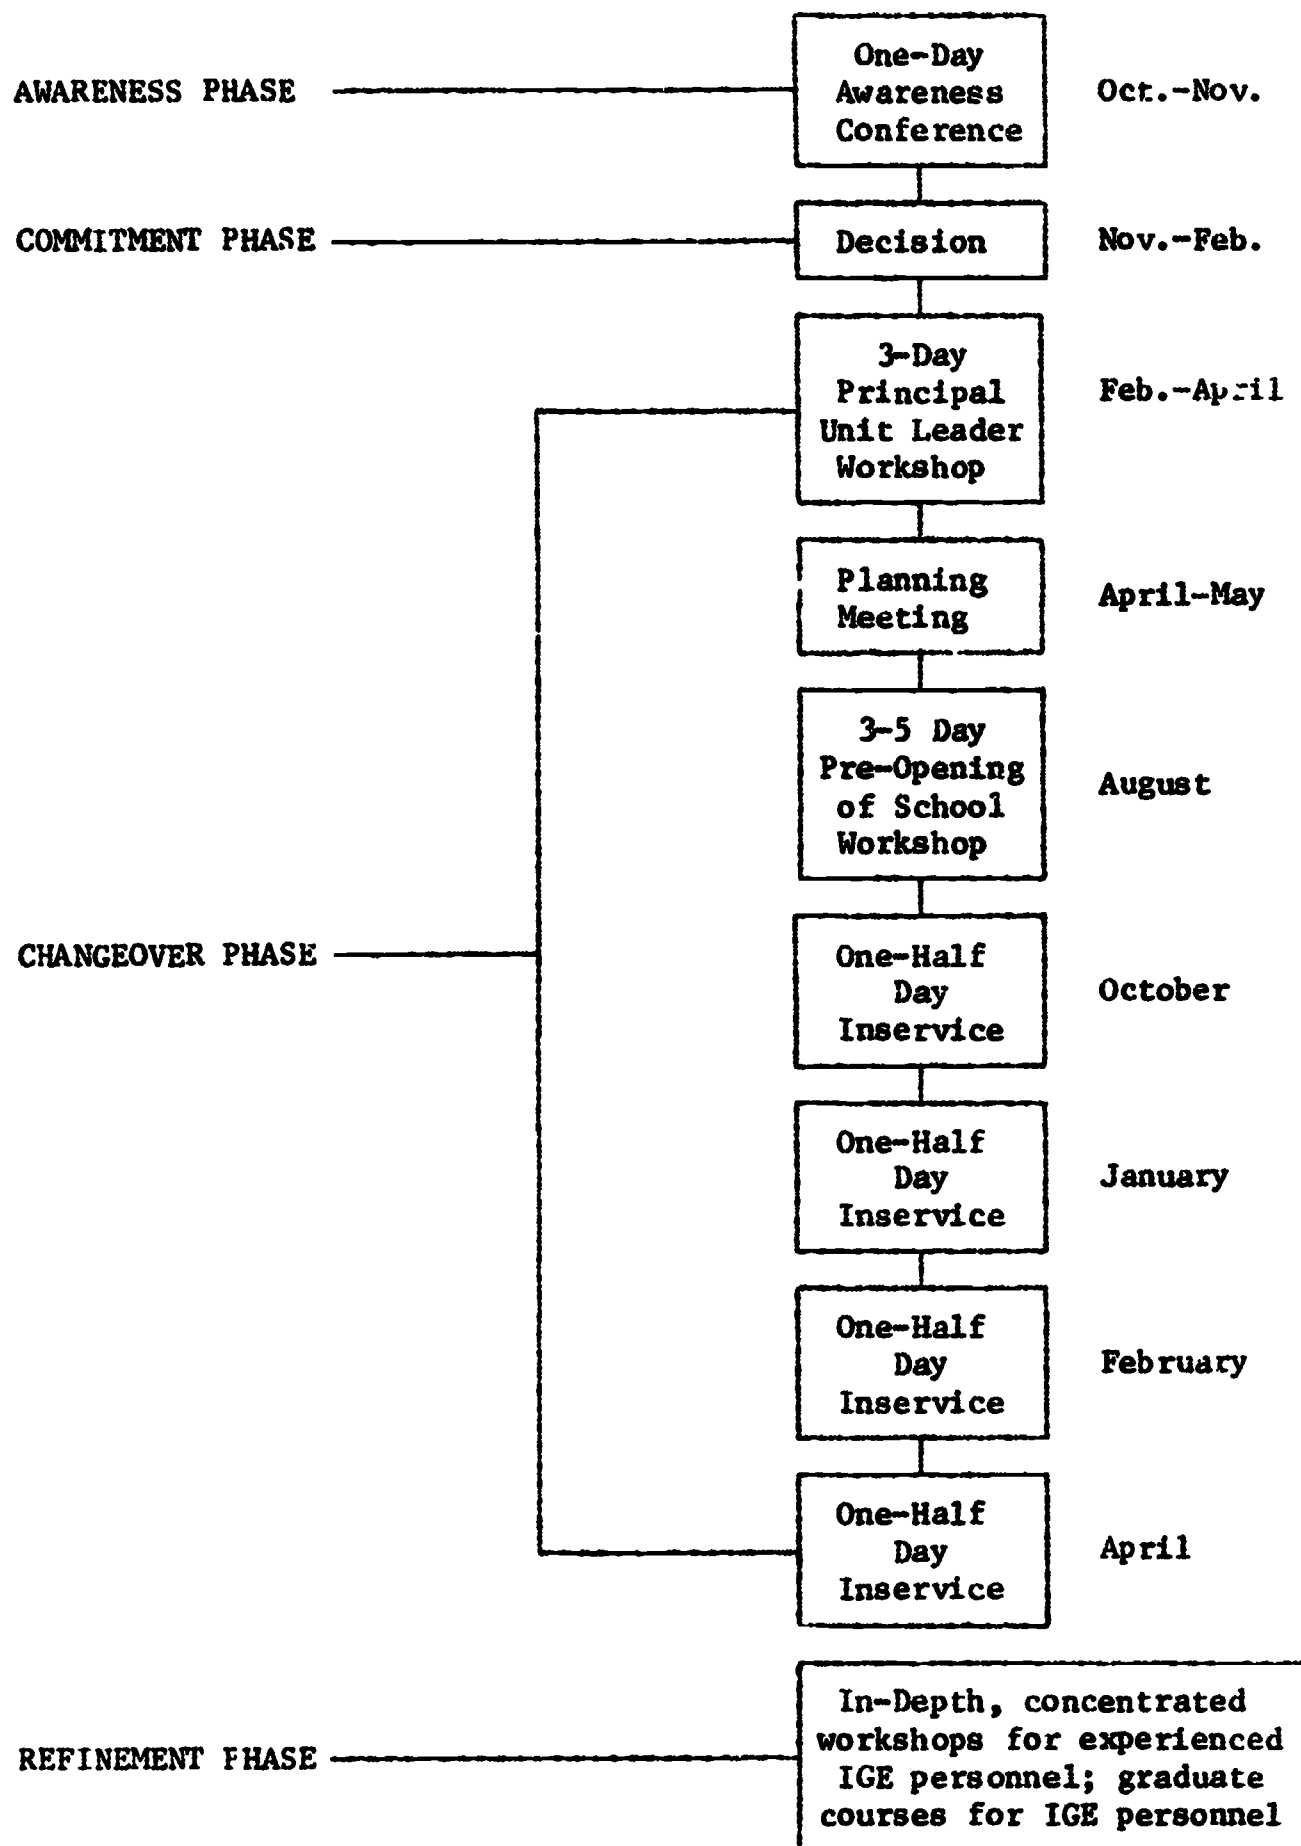 AWARENESS PHASE
One-Day
Awareness
Conference
Oct.-Nov.
COMMITMENT PHASE
Decision
Nov.-Feb.
3-Day
Principal
Unit Leader
Workshop
Feb.-April
Planning
Meeting
April-May
3-5 Day
Pre-Opening
of School
Workshop
August
CHANGEOVER PHASE
One-Half
Day
Inservice
October
One-Half
Day
Inservice
January
One-Half
Day
Inservice
February
One-Half
Day
Inservice
April
REFINEMENT PHASE
In-Depth, concentrated
workshops for experienced
IGE personnel; graduate
courses for IGE personnel